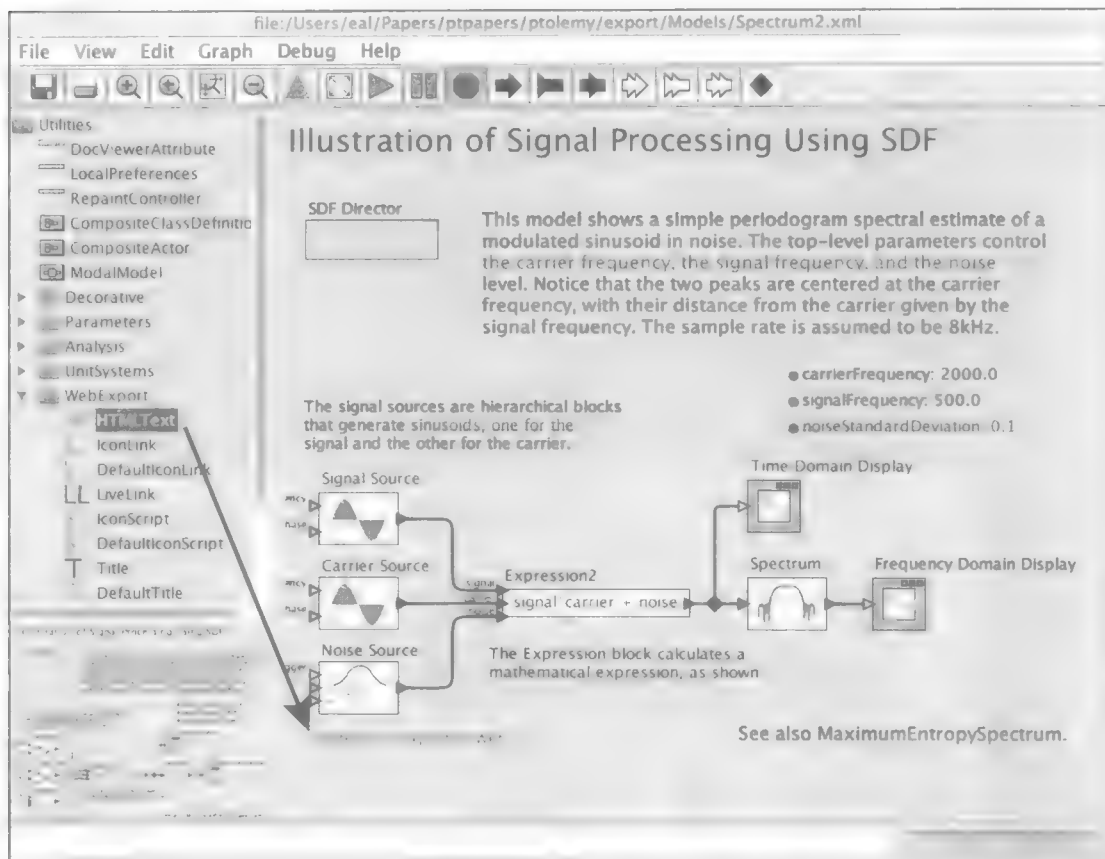 file:/Users/eal/Papers/ptpapers/ptolemy/export/Models/Spectrum2.xml
File View Edit Graph Debug Help
Utilities
DocViewerAttribute
LocalPreferences
RepaintController
CompositeClassDefinitio
CompositeActor
ModalModel
Decorative
Parameters
Analysis
UnitSystems
WebExport
HTMLText
IconLink
DefaultIconLink
LL LiveLink
IconScript
DefaultIconScript
T Title
DefaultTitle
Illustration of Signal Processing Using SDF
SDF Director
This model shows a simple periodogram spectral estimate of a
modulated sinusoid in noise. The top-level parameters control
the carrier frequency, the signal frequency, and the noise
level. Notice that the two peaks are centered at the carrier
frequency, with their distance from the carrier given by the
signal frequency. The sample rate is assumed to be 8kHz.
carrierFrequency: 2000.0
signalFrequency: 500.0
noiseStandardDeviation 0.1
The signal sources are hierarchical blocks
that generate sinusoids, one for the
signal and the other for the carrier.
Signal Source
Carrier Source
Noise Source
signal
Expression2
signal carrier + noise
The Expression block calculates a
mathematical expression, as shown
Time Domain Display
Spectrum
Frequency Domain Display
See also MaximumEntropySpectrum.